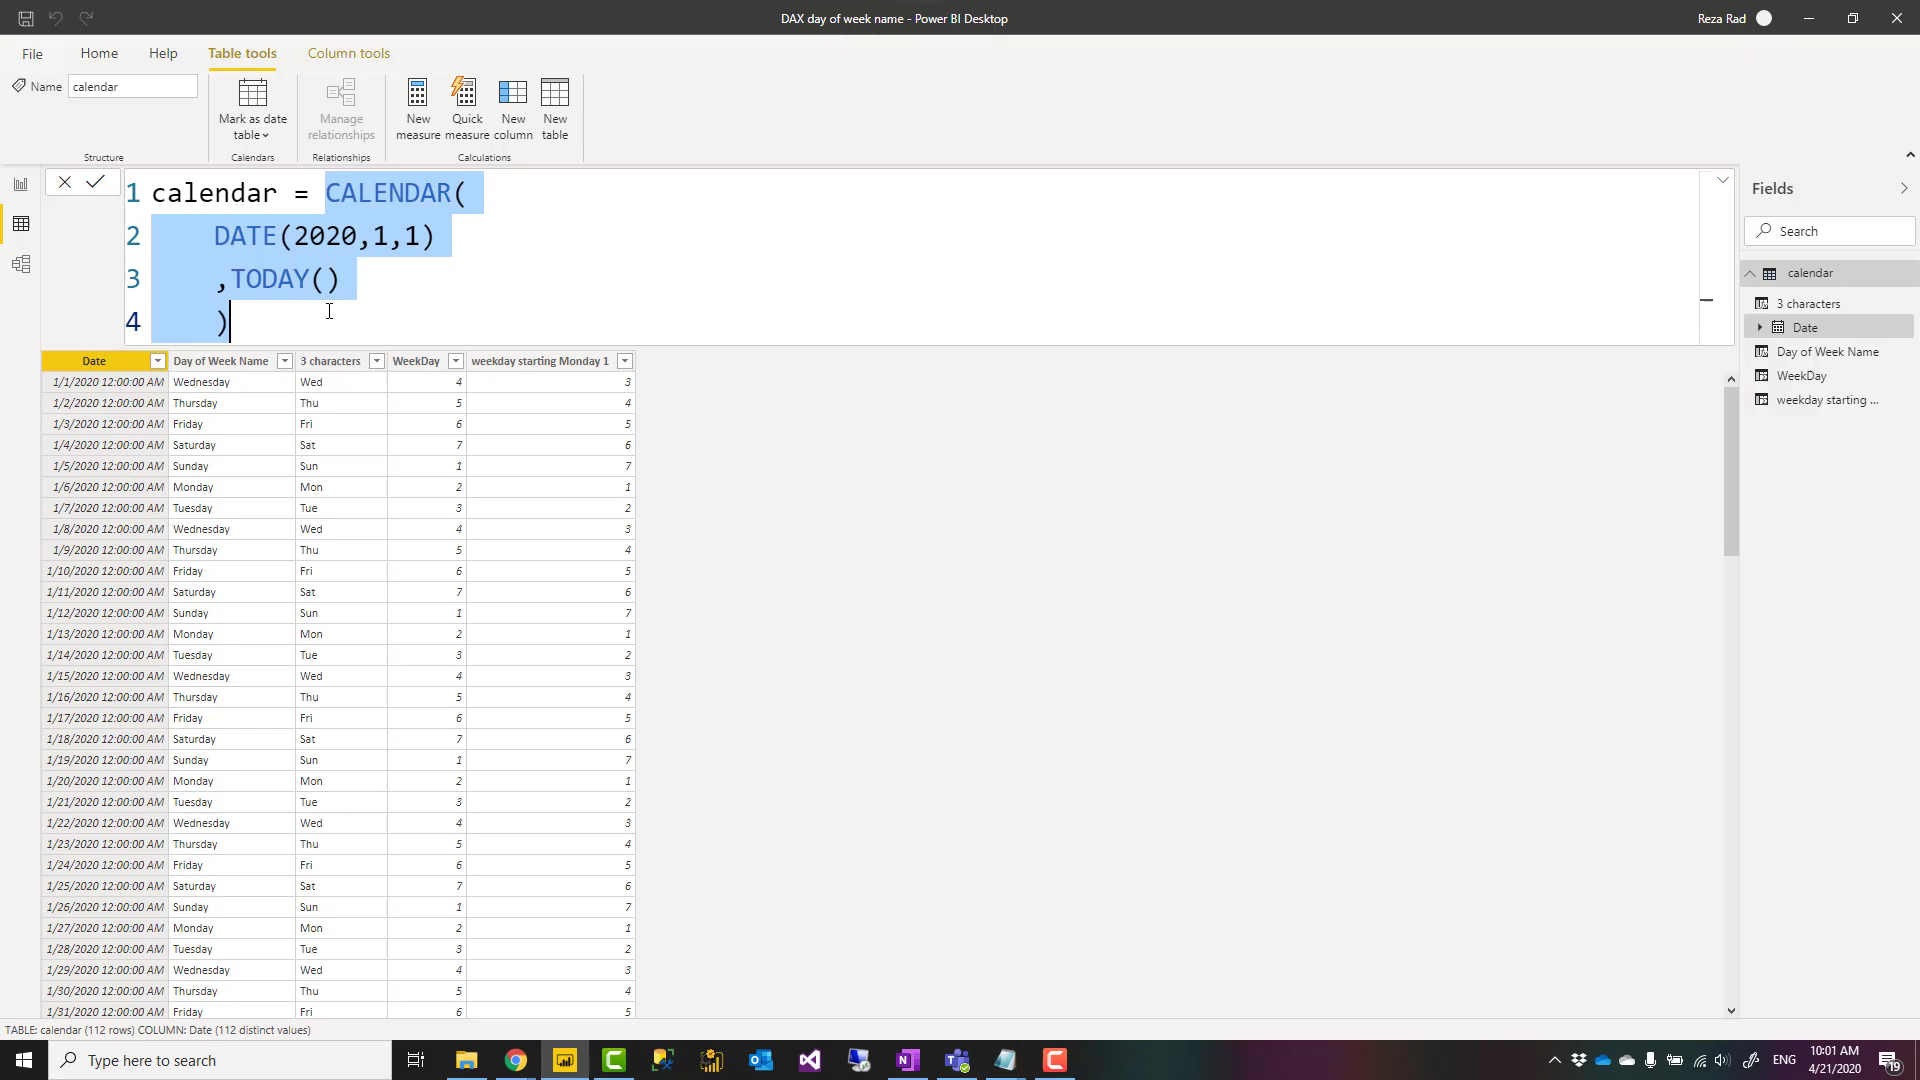 DAX day of week name - Power BI Desktop
Reza Rad
File Home Help Table tools Column tools
Name calendar
Mark as date table
Manage relationships
New measure
Quick measure
New column
New table
Structure Calendars Relationships Calculations
1 calendar = CALENDAR(
2 DATE(2020,1,1)
3 ,TODAY()
4 )
Fields
Search
calendar
3 characters
Date
Day of Week Name
WeekDay
weekday starting ...
Date Day of Week Name 3 characters WeekDay weekday starting Monday 1
1/1/2020 12:00:00 AM Wednesday Wed 4 3
1/2/2020 12:00:00 AM Thursday Thu 5 4
1/3/2020 12:00:00 AM Friday Fri 6 5
1/4/2020 12:00:00 AM Saturday Sat 7 6
1/5/2020 12:00:00 AM Sunday Sun 1 7
1/6/2020 12:00:00 AM Monday Mon 2 1
1/7/2020 12:00:00 AM Tuesday Tue 3 2
1/8/2020 12:00:00 AM Wednesday Wed 4 3
1/9/2020 12:00:00 AM Thursday Thu 5 4
1/10/2020 12:00:00 AM Friday Fri 6 5
1/11/2020 12:00:00 AM Saturday Sat 7 6
1/12/2020 12:00:00 AM Sunday Sun 1 7
1/13/2020 12:00:00 AM Monday Mon 2 1
1/14/2020 12:00:00 AM Tuesday Tue 3 2
1/15/2020 12:00:00 AM Wednesday Wed 4 3
1/16/2020 12:00:00 AM Thursday Thu 5 4
1/17/2020 12:00:00 AM Friday Fri 6 5
1/18/2020 12:00:00 AM Saturday Sat 7 6
1/19/2020 12:00:00 AM Sunday Sun 1 7
1/20/2020 12:00:00 AM Monday Mon 2 1
1/21/2020 12:00:00 AM Tuesday Tue 3 2
1/22/2020 12:00:00 AM Wednesday Wed 4 3
1/23/2020 12:00:00 AM Thursday Thu 5 4
1/24/2020 12:00:00 AM Friday Fri 6 5
1/25/2020 12:00:00 AM Saturday Sat 7 6
1/26/2020 12:00:00 AM Sunday Sun 1 7
1/27/2020 12:00:00 AM Monday Mon 2 1
1/28/2020 12:00:00 AM Tuesday Tue 3 2
1/29/2020 12:00:00 AM Wednesday Wed 4 3
1/30/2020 12:00:00 AM Thursday Thu 5 4
1/31/2020 12:00:00 AM Friday Fri 6 5
TABLE: calendar (112 rows) COLUMN: Date (112 distinct values)
Type here to search
ENG
10:01 AM
4/21/2020
19